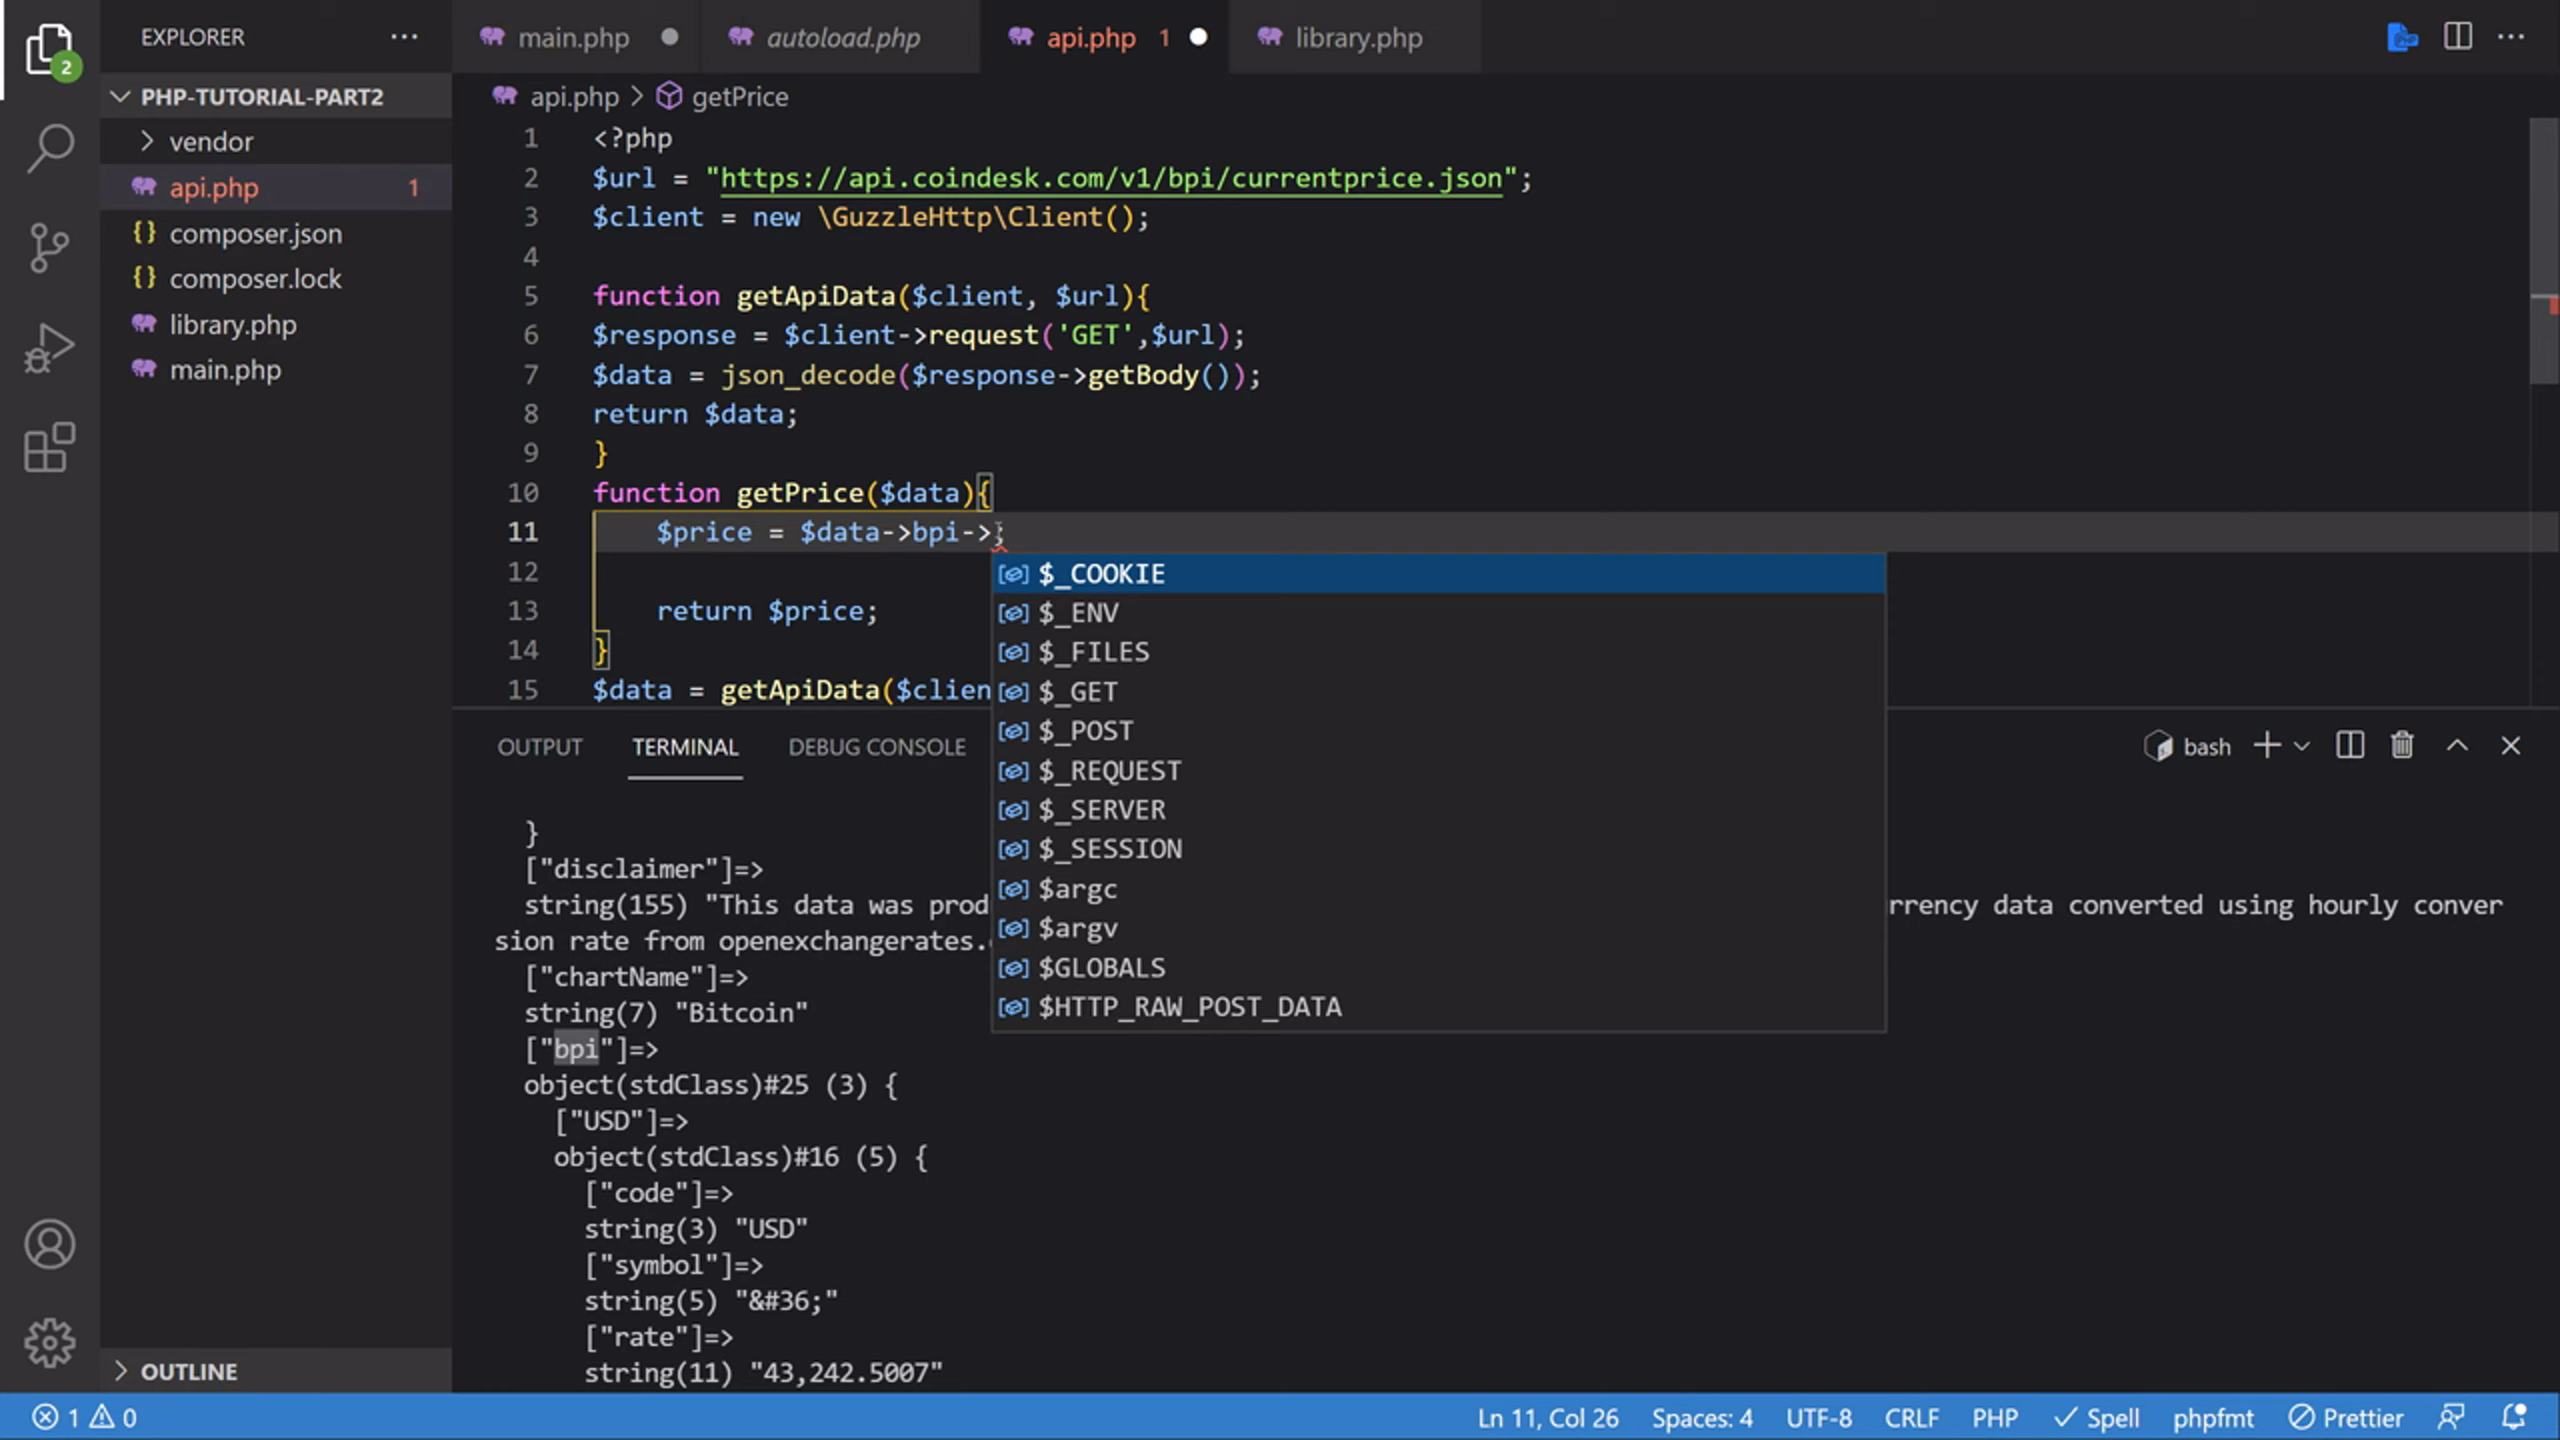 EXPLORER
main.php
autoload.php
api.php 1
library.php
PHP-TUTORIAL-PART2
vendor
api.php 1
composer.json
composer.lock
library.php
main.php
OUTLINE
api.php > getPrice
1 <?php
2 $url = "https://api.coindesk.com/v1/bpi/currentprice.json";
3 $client = new \GuzzleHttp\Client();
4
5 function getApiData($client, $url){
6 $response = $client->request('GET',$url);
7 $data = json_decode($response->getBody());
8 return $data;
9 }
10 function getPrice($data){
11 $price = $data->bpi->;
12
13 return $price;
14 }
15 $data = getApiData($clien
$_COOKIE
$_ENV
$_FILES
$_GET
$_POST
$_REQUEST
$_SERVER
$_SESSION
$argc
$argv
$GLOBALS
$HTTP_RAW_POST_DATA
OUTPUT TERMINAL DEBUG CONSOLE
bash
}
["disclaimer"]=>
string(155) "This data was prod rrency data converted using hourly conver
sion rate from openexchangerates.
["chartName"]=>
string(7) "Bitcoin"
["bpi"]=>
object(stdClass)#25 (3) {
["USD"]=>
object(stdClass)#16 (5) {
["code"]=>
string(3) "USD"
["symbol"]=>
string(5) "&#36;"
["rate"]=>
string(11) "43,242.5007"
2
1 0
Ln 11, Col 26 Spaces: 4 UTF-8 CRLF PHP Spell phpfmt Prettier